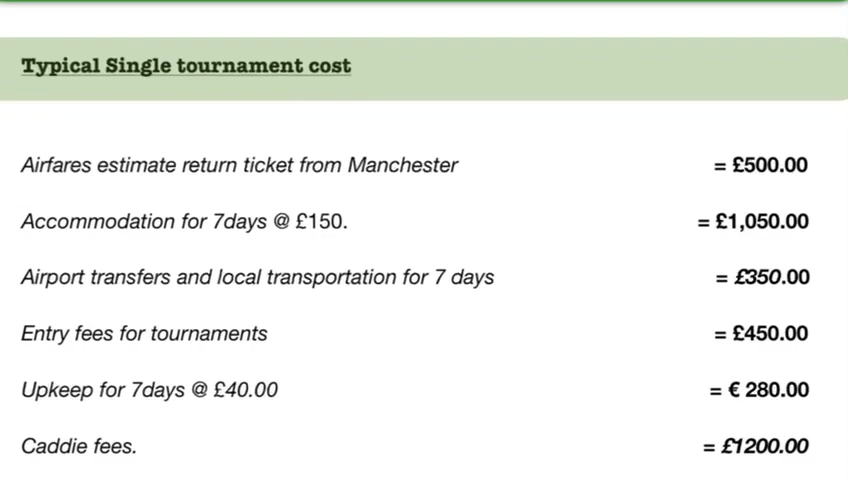 Typical Single tournament cost
Airfares estimate return ticket from Manchester = £500.00
Accommodation for 7days @ £150. = £1,050.00
Airport transfers and local transportation for 7 days = £350.00
Entry fees for tournaments = £450.00
Upkeep for 7days @ £40.00 = € 280.00
Caddie fees. = £1200.00